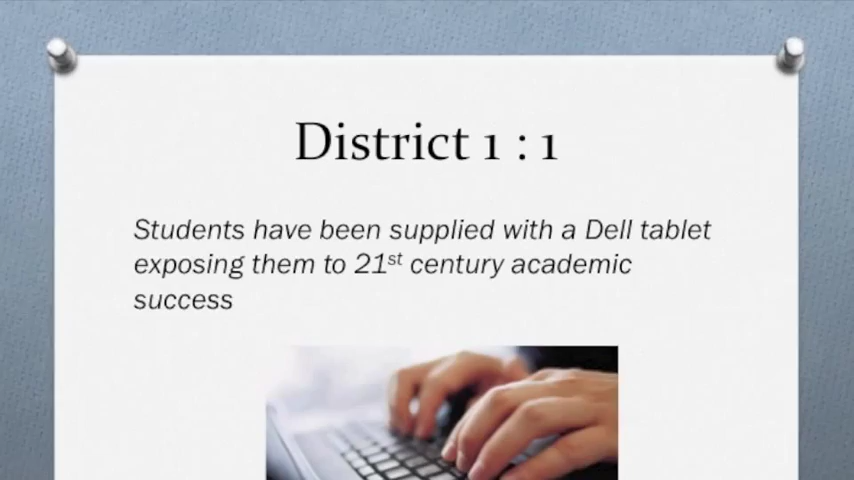 District 1 : 1
Students have been supplied with a Dell tablet
exposing them to 21st century academic
success